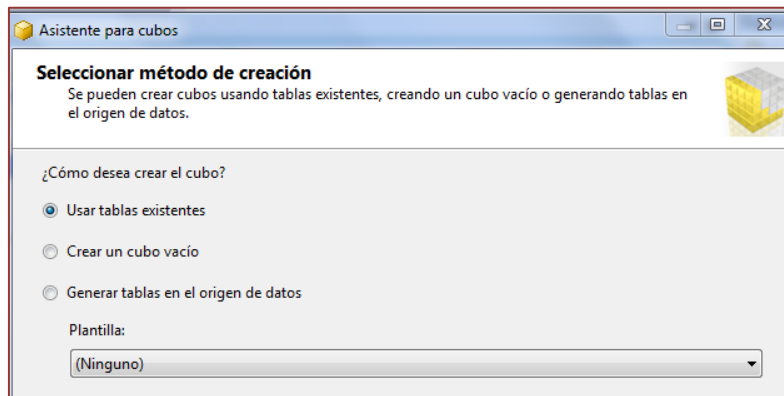 Asistente para cubos
Seleccionar método de creación
Se pueden crear cubos usando tablas existentes, creando un cubo vacío o generando tablas en
el origen de datos.
¿Cómo desea crear el cubo?
Usar tablas existentes
Crear un cubo vacío
Generar tablas en el origen de datos
Plantilla:
(Ninguno)